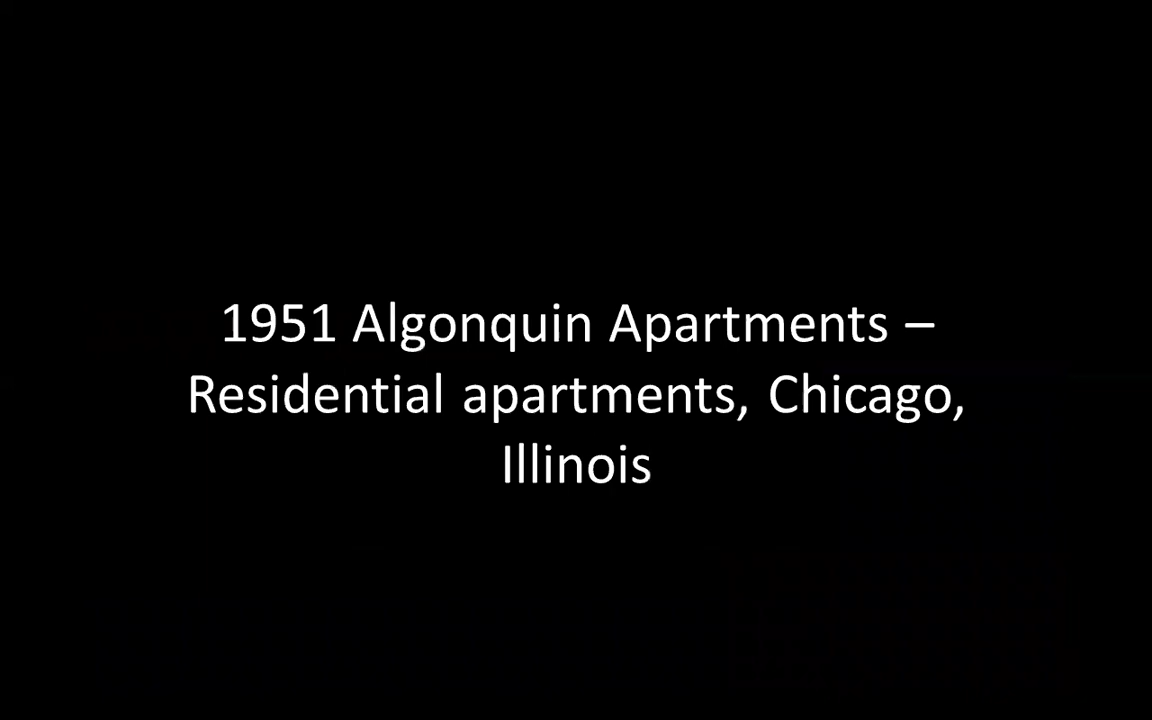 1951 Algonquin Apartments –
Residential apartments, Chicago,
Illinois